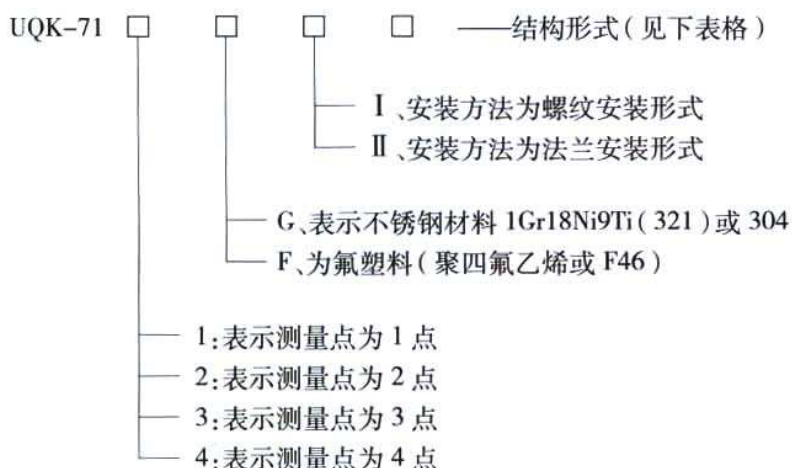 UQK-71 □ □ □ □ ——结构形式(见下表格)
Ⅰ、安装方法为螺纹安装形式
Ⅱ、安装方法为法兰安装形式
G、表示不锈钢材料 1Gr18Ni9Ti(321)或 304
F、为氟塑料(聚四氟乙烯或 F46)
1:表示测量点为 1 点
2:表示测量点为 2 点
3:表示测量点为 3 点
4:表示测量点为 4 点